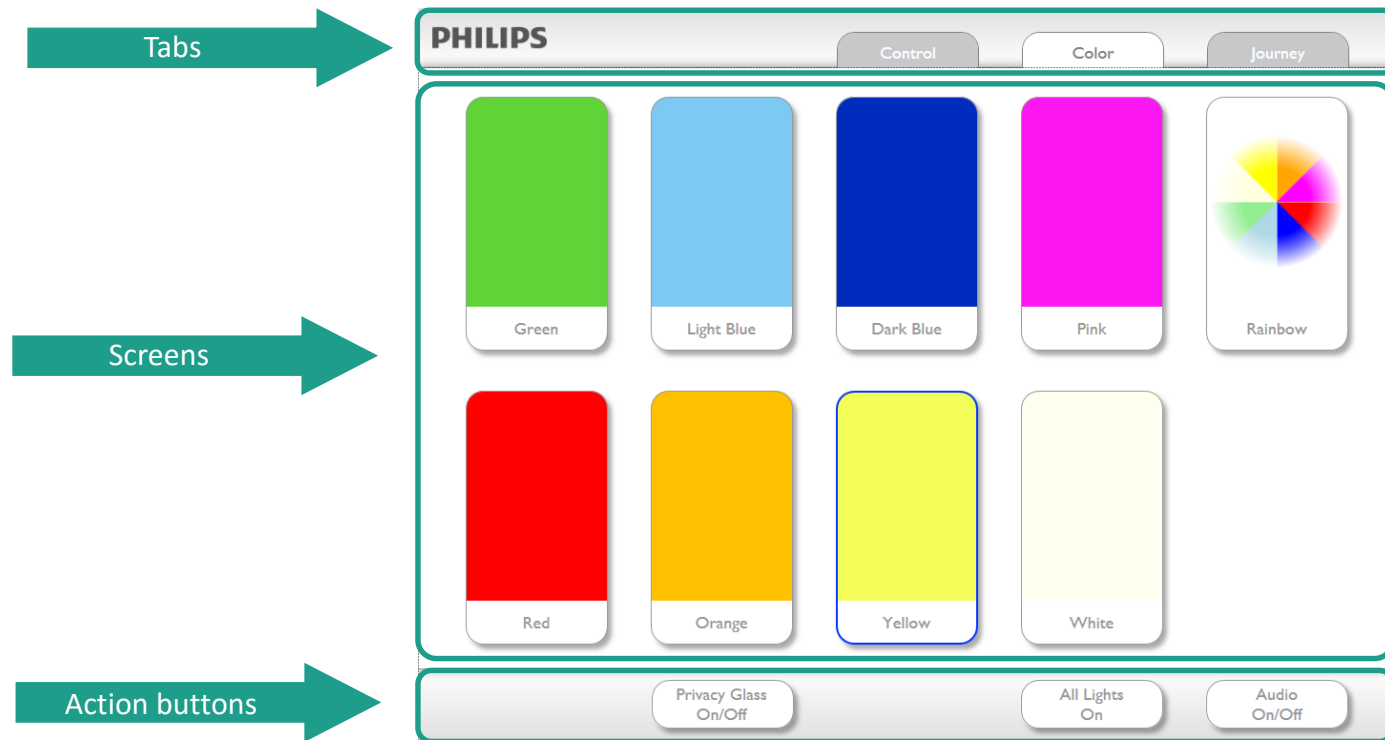 Tabs
PHILIPS
Control
Color
Journey
Green
Light Blue
Dark Blue
Pink
Rainbow
Screens
Red
Orange
Yellow
White
Action buttons
Privacy Glass
On/Off
All Lights
On
Audio
On/Off